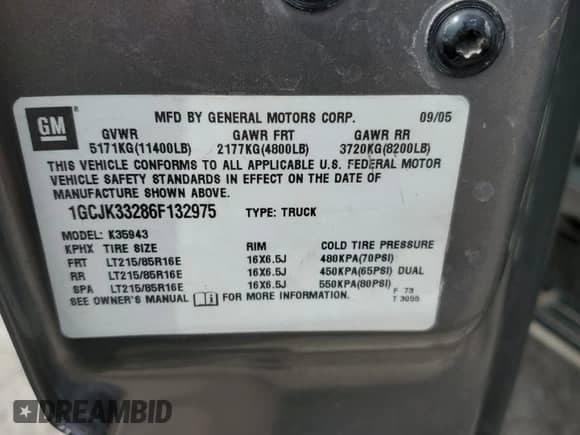 GM ®
MFD BY GENERAL MOTORS CORP. 09/05
GVWR GAWR FRT GAWR RR
5171KG(11400LB) 2177KG(4800LB) 3720KG(8200LB)
THIS VEHICLE CONFORMS TO ALL APPLICABLE U.S. FEDERAL MOTOR
VEHICLE SAFETY STANDARDS IN EFFECT ON THE DATE OF
MANUFACTURE SHOWN ABOVE.
1GCJK33286F132975 TYPE: TRUCK
MODEL: K35943
KPHX TIRE SIZE RIM COLD TIRE PRESSURE
FRT LT215/85R16E 16X6.5J 480KPA(70PSI)
RR LT215/85R16E 16X6.5J 450KPA(65PSI) DUAL
SPA LT215/85R16E 16X6.5J 550KPA(80PSI)
SEE OWNER'S MANUAL FOR MORE INFORMATION. F 73
T 3055
DREAMBID